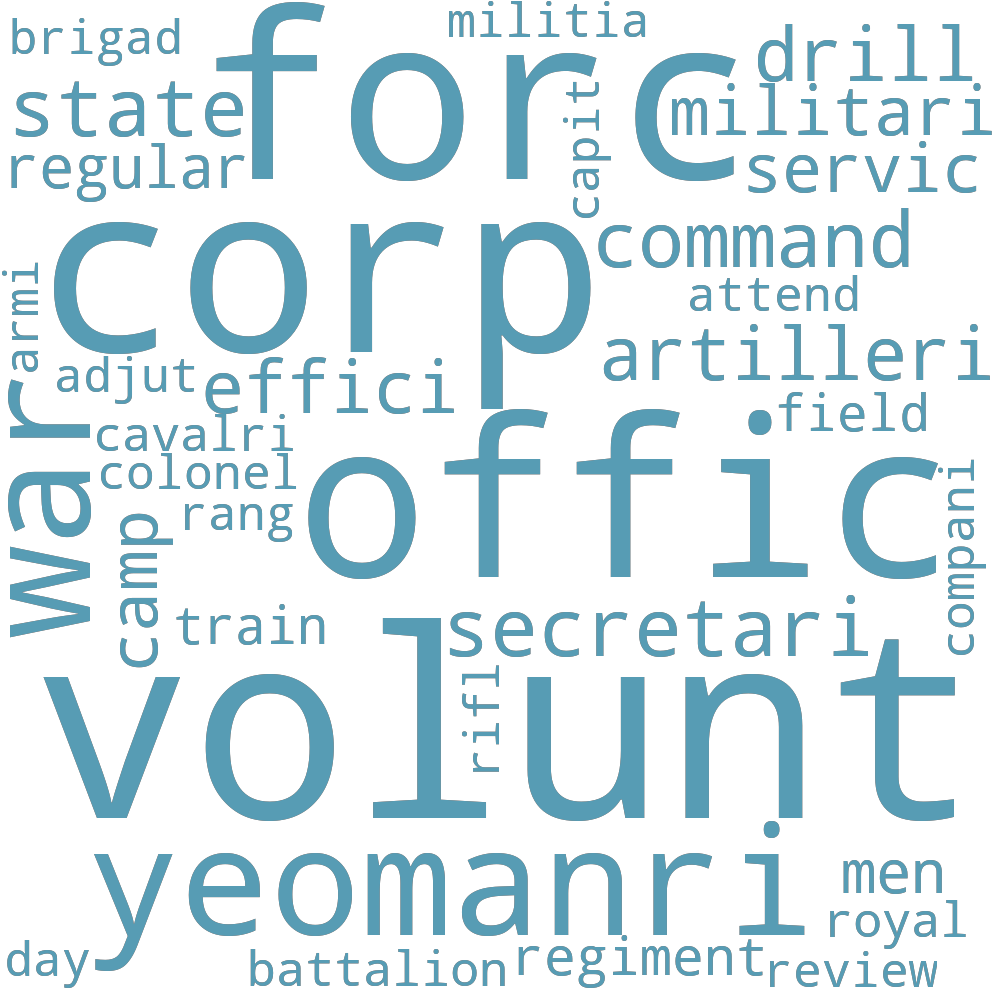 militia
brigad
forc
drill
state
capit
militari
regular
servic
corp
command
armi
attend
artilleri
adjut
effici
war
field
cavalri
colonel
offic
compani
rang
camp
train
secretari
volunt
rifl
yeomanri
men
royal
day
battalion
regiment
review